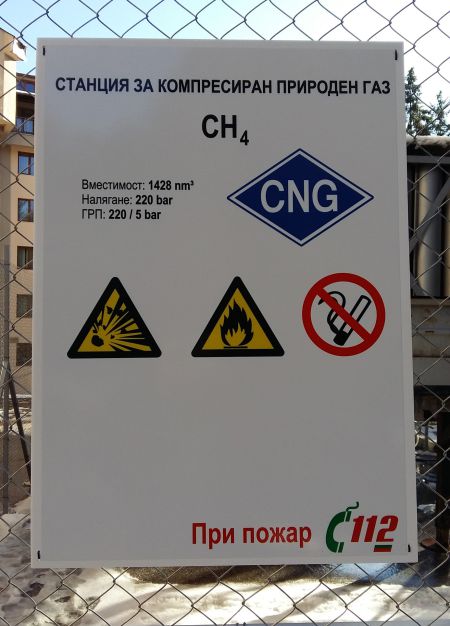 СТАНЦИЯ ЗА КОМПРЕСИРАН ПРИРОДЕН ГАЗ
CH₄
Вместимост: 1428 nm³
Налягане: 220 bar
ГРП: 220 / 5 bar
CNG
При пожар 112